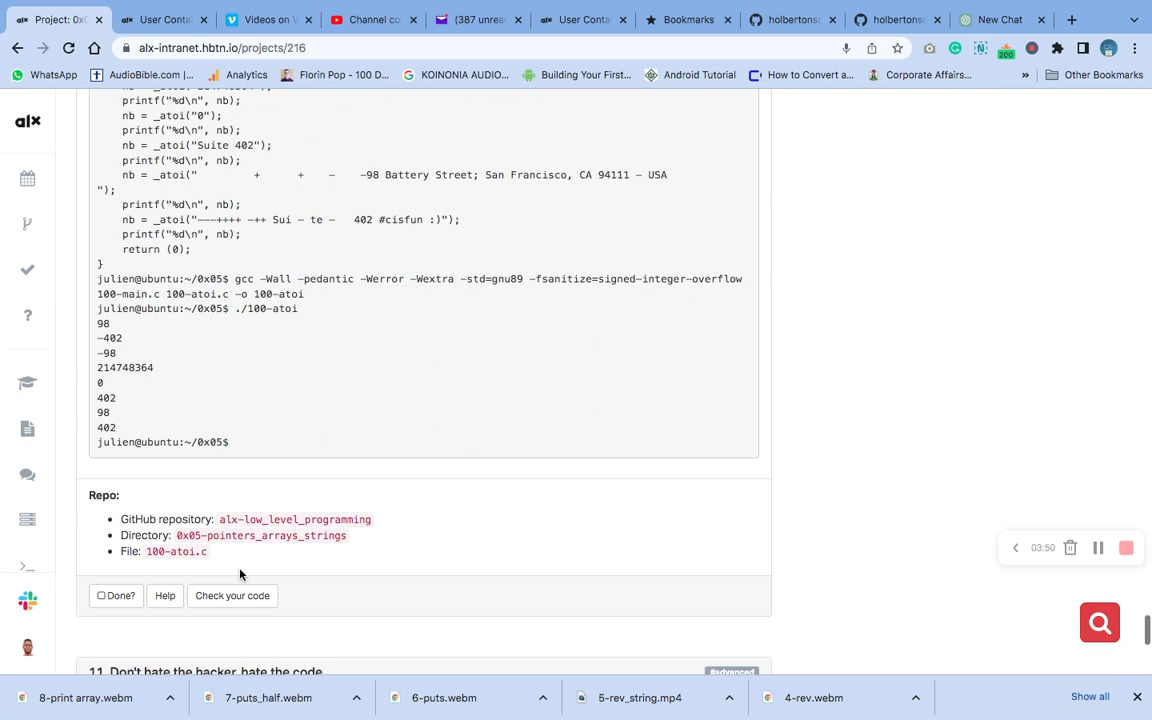 Project: 0x0
User Conta
Videos on V
Channel co
(387 unrea
User Conta
Bookmarks
holbertonsc
holbertonsc
New Chat
alx-intranet.hbtn.io/projects/216
200
WhatsApp
AudioBible.com |...
Analytics
Florin Pop - 100 D...
KOINONIA AUDIO...
Building Your First...
Android Tutorial
How to Convert a...
Corporate Affairs...
»
Other Bookmarks
alx
printf("%d\n", nb);
nb = _atoi("0");
printf("%d\n", nb);
nb = _atoi("Suite 402");
printf("%d\n", nb);
nb = _atoi("         +      +    -    -98 Battery Street; San Francisco, CA 94111 - USA
");
printf("%d\n", nb);
nb = _atoi("---++++ -++ Sui - te -   402 #cisfun :)");
printf("%d\n", nb);
return (0);
}
julien@ubuntu:~/0x05$ gcc -Wall -pedantic -Werror -Wextra -std=gnu89 -fsanitize=signed-integer-overflow
100-main.c 100-atoi.c -o 100-atoi
julien@ubuntu:~/0x05$ ./100-atoi
98
-402
-98
214748364
0
402
98
402
julien@ubuntu:~/0x05$
Repo:
• GitHub repository: alx-low_level_programming
• Directory: 0x05-pointers_arrays_strings
• File: 100-atoi.c
Done? Help Check your code
03:50
11. Don't hate the hacker, hate the code
#advanced
8-print array.webm
7-puts_half.webm
6-puts.webm
5-rev_string.mp4
4-rev.webm
Show all